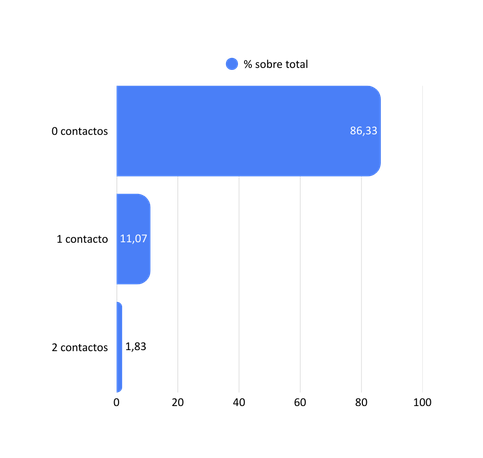 % sobre total
0 contactos
86,33
1 contacto
11,07
2 contactos
1,83
0 20 40 60 80 100